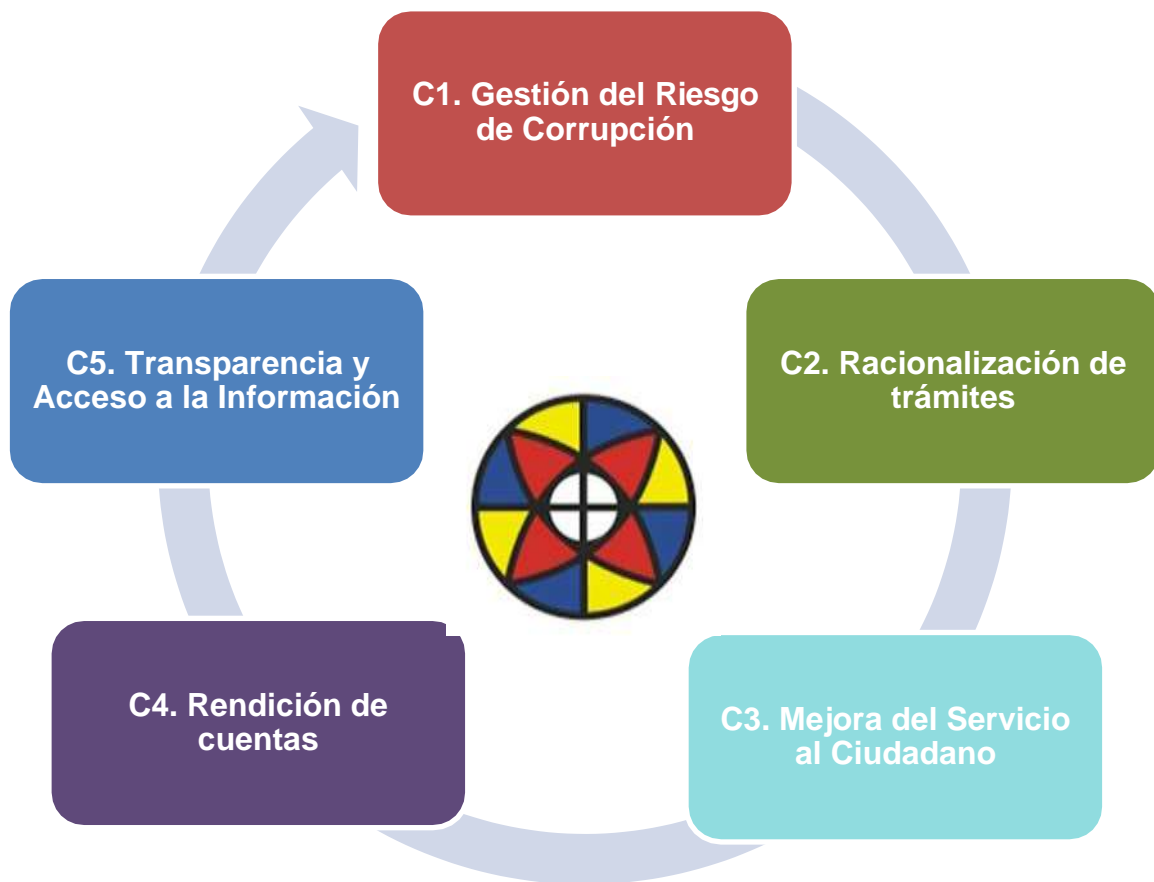 C1. Gestión del Riesgo
de Corrupción
C2. Racionalización de
trámites
C3. Mejora del Servicio
al Ciudadano
C4. Rendición de
cuentas
C5. Transparencia y
Acceso a la Información